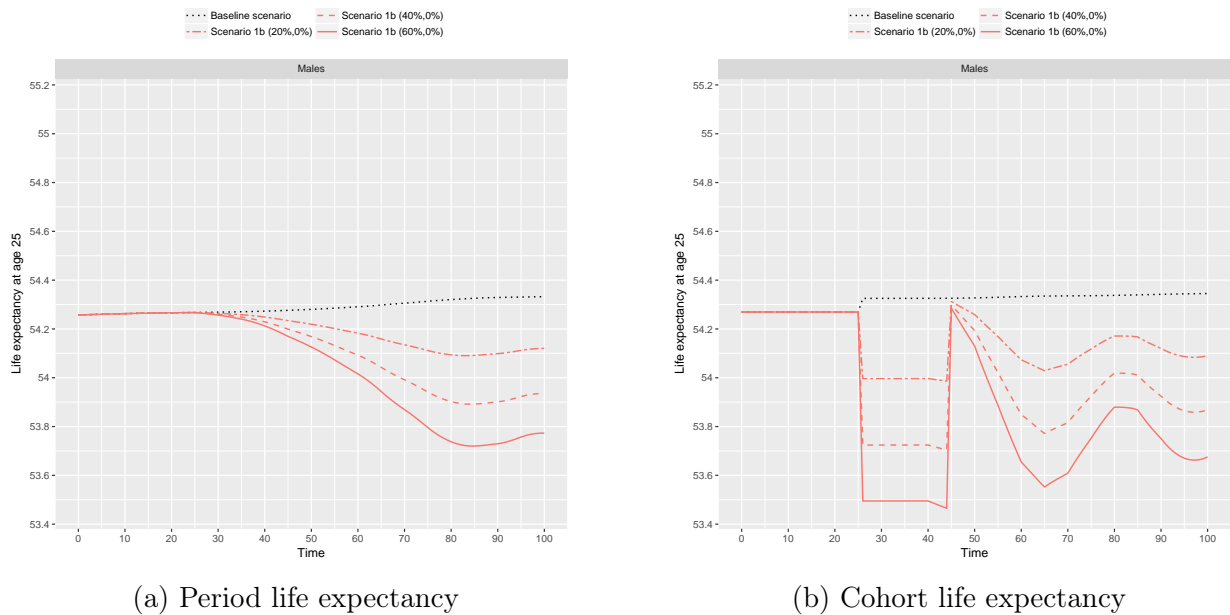 Baseline scenario
Scenario 1b (40%,0%)
Scenario 1b (20%,0%)
Scenario 1b (60%,0%)
Males
Life expectancy at age 25
55.2
55
54.8
54.6
54.4
54.2
54
53.8
53.6
53.4
0 10 20 30 40 50 60 70 80 90 100
Time
(a) Period life expectancy
Baseline scenario
Scenario 1b (40%,0%)
Scenario 1b (20%,0%)
Scenario 1b (60%,0%)
Males
Life expectancy at age 25
55.2
55
54.8
54.6
54.4
54.2
54
53.8
53.6
53.4
0 10 20 30 40 50 60 70 80 90 100
Time
(b) Cohort life expectancy